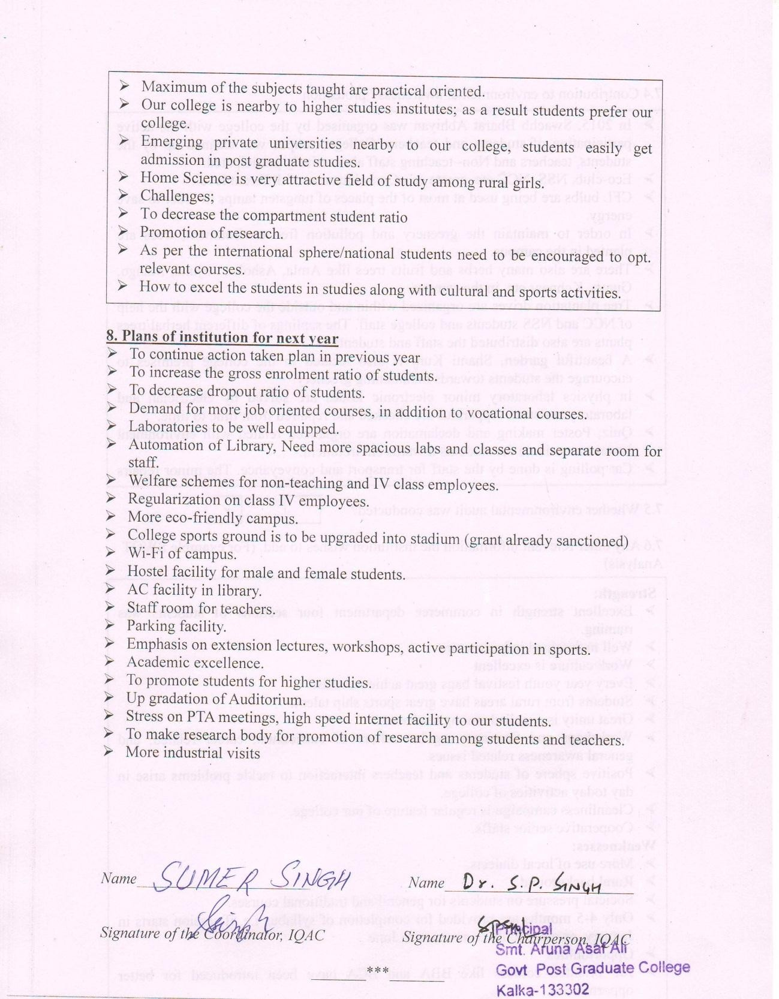 ➢ Maximum of the subjects taught are practical oriented.
➢ Our college is nearby to higher studies institutes; as a result students prefer our
college.
➢ Emerging private universities nearby to our college, students easily get
admission in post graduate studies.
➢ Home Science is very attractive field of study among rural girls.
➢ Challenges;
➢ To decrease the compartment student ratio
➢ Promotion of research.
➢ As per the international sphere/national students need to be encouraged to opt.
relevant courses.
➢ How to excel the students in studies along with cultural and sports activities.
8. Plans of institution for next year
➢ To continue action taken plan in previous year
➢ To increase the gross enrolment ratio of students.
➢ To decrease dropout ratio of students.
➢ Demand for more job oriented courses, in addition to vocational courses.
➢ Laboratories to be well equipped.
➢ Automation of Library, Need more spacious labs and classes and separate room for
staff.
➢ Welfare schemes for non-teaching and IV class employees.
➢ Regularization on class IV employees.
➢ More eco-friendly campus.
➢ College sports ground is to be upgraded into stadium (grant already sanctioned)
➢ Wi-Fi of campus.
➢ Hostel facility for male and female students.
➢ AC facility in library.
➢ Staff room for teachers.
➢ Parking facility.
➢ Emphasis on extension lectures, workshops, active participation in sports.
➢ Academic excellence.
➢ To promote students for higher studies.
➢ Up gradation of Auditorium.
➢ Stress on PTA meetings, high speed internet facility to our students.
➢ To make research body for promotion of research among students and teachers.
➢ More industrial visits
Name SUMER SINGH
Name Dr. S.P. SINGH
Singh
Signature of the Coordinator, IQAC
Signature of the Chairperson, IQAC
Principal
Smt. Aruna Asaf Ali
Govt Post Graduate College
Kalka-133302
***